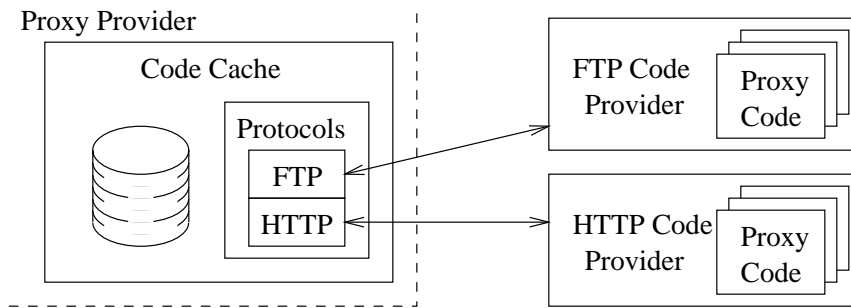 Proxy Provider
Code Cache
Protocols
FTP
HTTP
FTP Code
Provider
Proxy
Code
HTTP Code
Provider
Proxy
Code